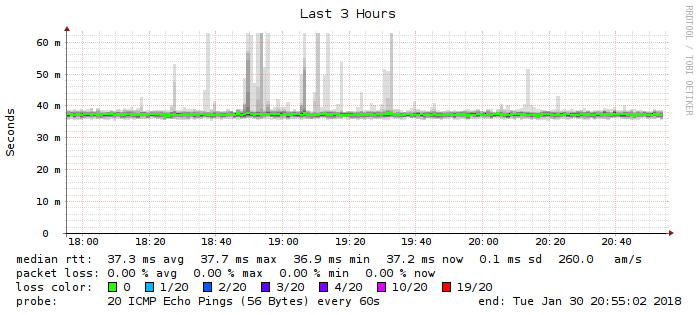 Last 3 Hours
RRDTOOL / TOBI OETIKER
Seconds
60 m
50 m
40 m
30 m
20 m
10 m
0
18:00 18:20 18:40 19:00 19:20 19:40 20:00 20:20 20:40
median rtt: 37.3 ms avg 37.7 ms max 36.9 ms min 37.2 ms now 0.1 ms sd 260.0 am/s
packet loss: 0.00 % avg 0.00 % max 0.00 % min 0.00 % now
loss color: 0 1/20 2/20 3/20 4/20 10/20 19/20
probe: 20 ICMP Echo Pings (56 Bytes) every 60s end: Tue Jan 30 20:55:02 2018